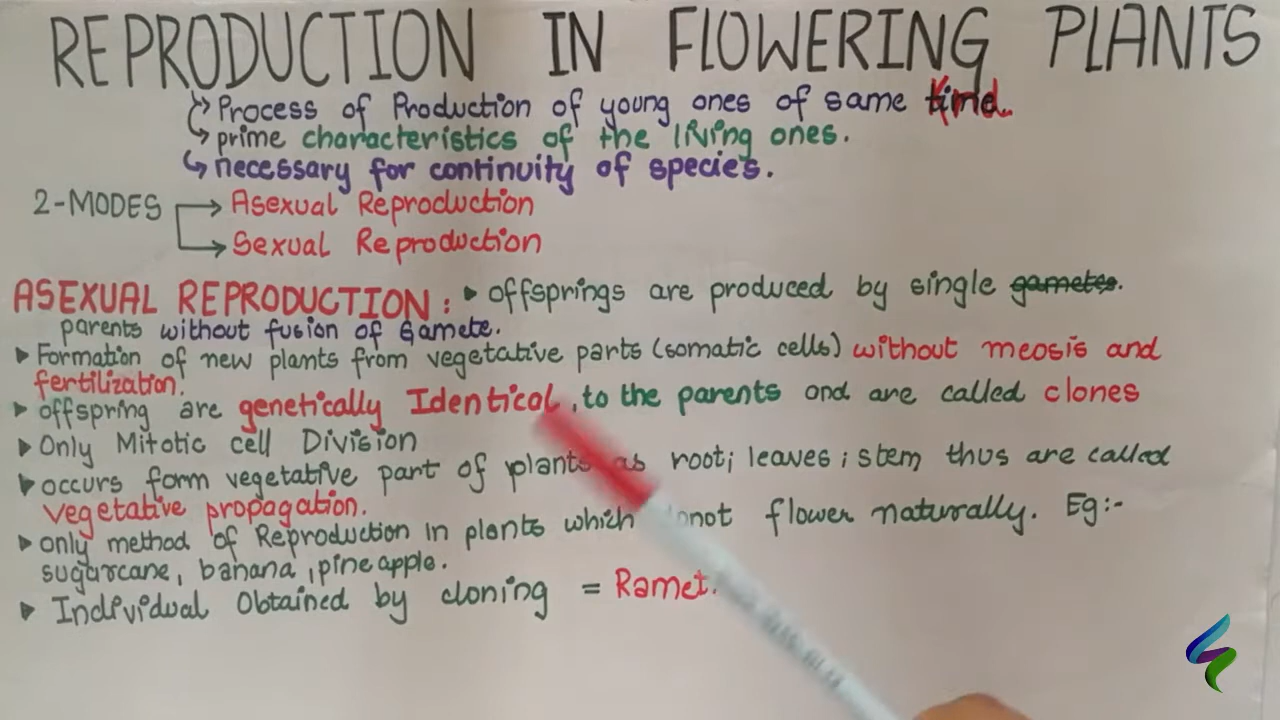 REPRODUCTION IN FLOWERING PLANTS
Process of Production of young ones of same kind.
prime characteristics of the living ones.
necessary for continuity of species.
2-MODES
Asexual Reproduction
Sexual Reproduction
ASEXUAL REPRODUCTION: offsprings are produced by single gametes.
parents without fusion of Gamete.
Formation of new plants from vegetative parts (somatic cells) without meosis and
fertilization.
offspring are genetically Identical, to the parents and are called clones
Only Mitotic cell Division
occurs form vegetative part of plants as root; leaves; stem thus are called
vegetative propagation.
only method of Reproduction in plants which donot flower naturally. Eg:-
sugarcane, banana, pineapple.
Individual Obtained by cloning = Ramet.